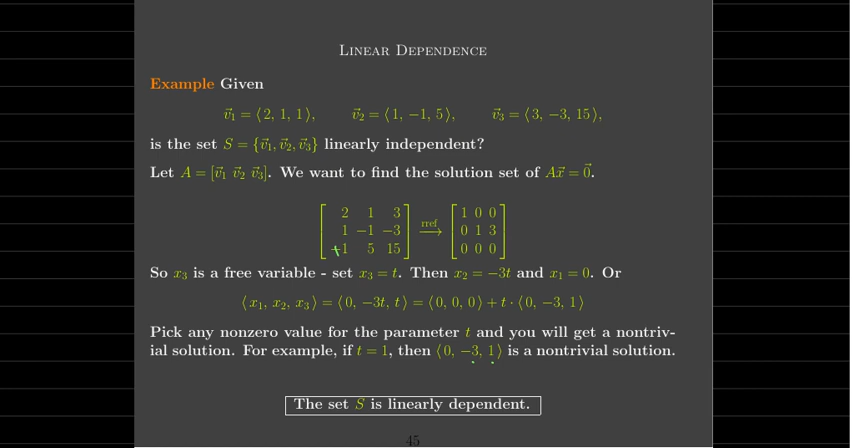 Linear Dependence
Example Given
v⃗₁ = ⟨2, 1, 1⟩, v⃗₂ = ⟨1, −1, 5⟩, v⃗₃ = ⟨3, −3, 15⟩,
is the set S = {v⃗₁, v⃗₂, v⃗₃} linearly independent?
Let A = [v⃗₁ v⃗₂ v⃗₃]. We want to find the solution set of Ax⃗ = 0⃗.
[ 2 1 3 ] [ 1 0 0 ]
[ 1 −1 −3 ] rref⟶ [ 0 1 3 ]
[ 1 5 15 ] [ 0 0 0 ]
So x₃ is a free variable - set x₃ = t. Then x₂ = −3t and x₁ = 0. Or
⟨x₁, x₂, x₃⟩ = ⟨0, −3t, t⟩ = ⟨0, 0, 0⟩ + t · ⟨0, −3, 1⟩
Pick any nonzero value for the parameter t and you will get a nontriv-
ial solution. For example, if t = 1, then ⟨0, −3, 1⟩ is a nontrivial solution.
The set S is linearly dependent.
45